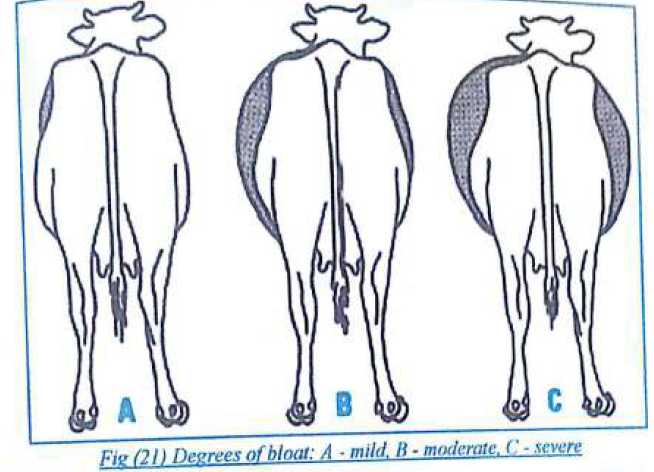 A B C
Fig (21) Degrees of bloat: A - mild, B - moderate, C - severe